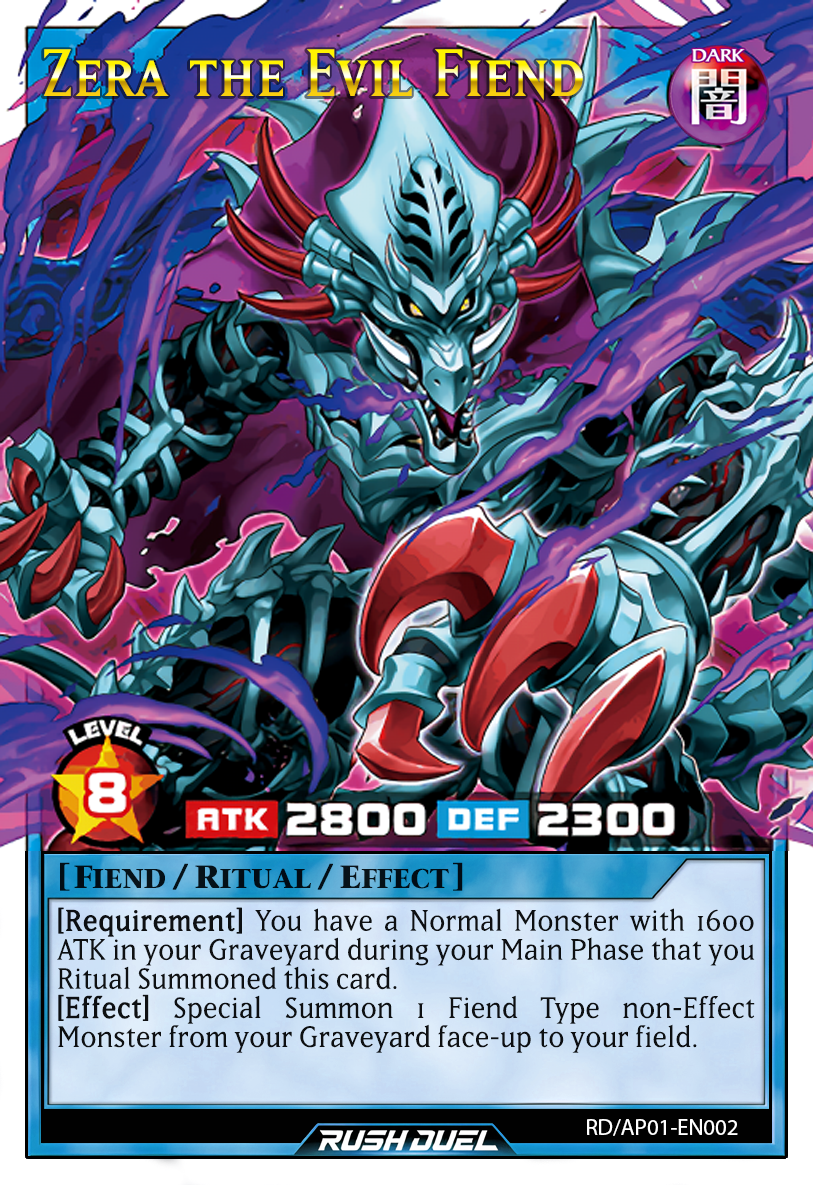 Zera the Evil Fiend
DARK
闇
LEVEL
8
ATK 2800 DEF 2300
[Fiend / Ritual / Effect]
[Requirement] You have a Normal Monster with 1600
ATK in your Graveyard during your Main Phase that you
Ritual Summoned this card.
[Effect] Special Summon 1 Fiend Type non-Effect
Monster from your Graveyard face-up to your field.
RUSH DUEL
RD/AP01-EN002